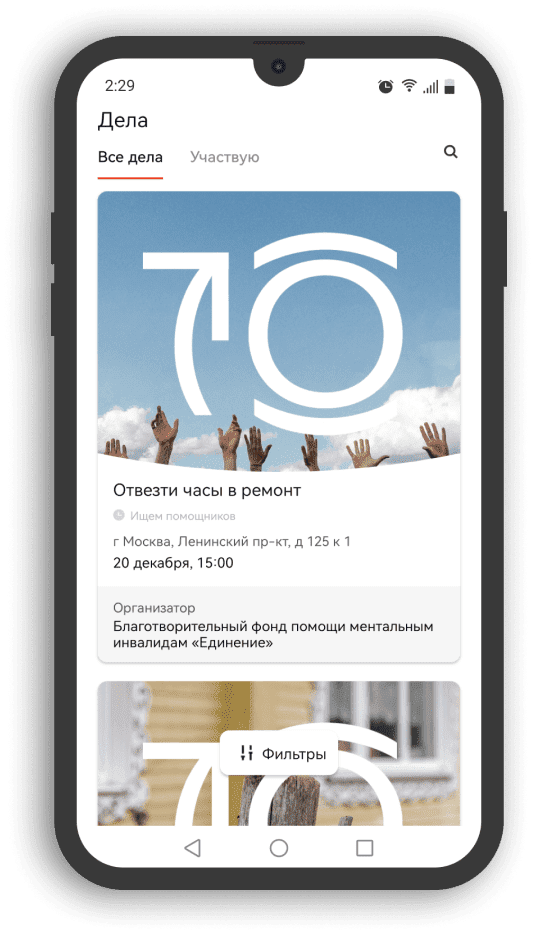 2:29
Дела
Все дела
Участвую
Отвезти часы в ремонт
Ищем помощников
г Москва, Ленинский пр-кт, д 125 к 1
20 декабря, 15:00
Организатор
Благотворительный фонд помощи ментальным
инвалидам «Единение»
Фильтры